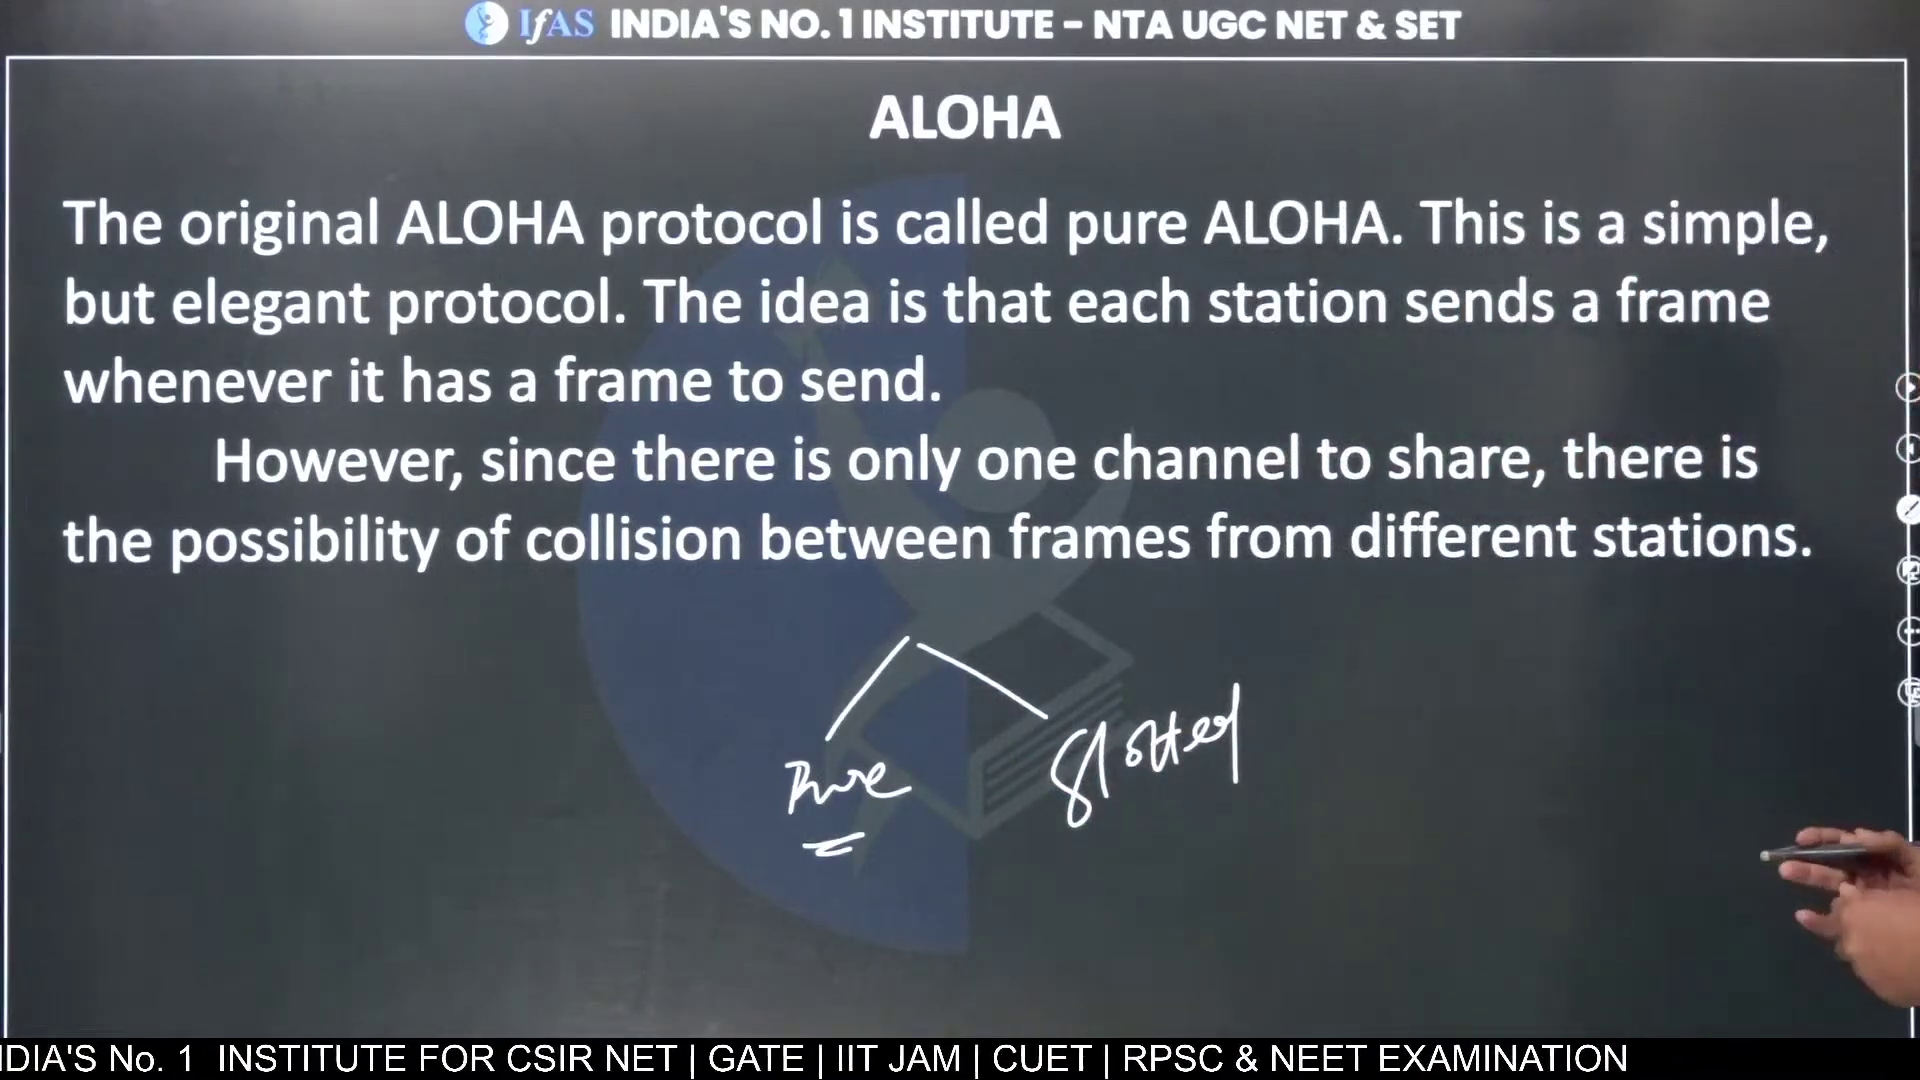 IfAS INDIA'S NO. 1 INSTITUTE - NTA UGC NET & SET
ALOHA
The original ALOHA protocol is called pure ALOHA. This is a simple,
but elegant protocol. The idea is that each station sends a frame
whenever it has a frame to send.
However, since there is only one channel to share, there is
the possibility of collision between frames from different stations.
Pure
Slotted
NDIA'S No. 1 INSTITUTE FOR CSIR NET | GATE | IIT JAM | CUET | RPSC & NEET EXAMINATION